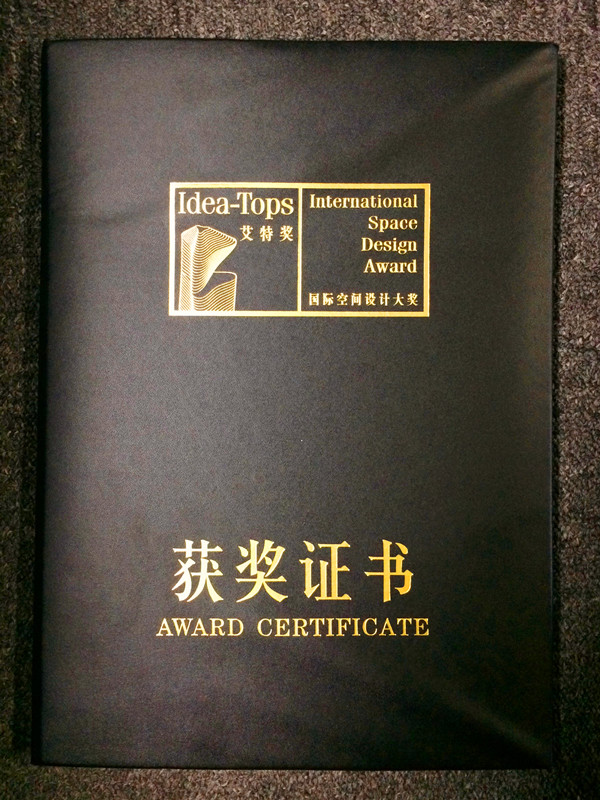 Idea-Tops
艾特奖
International
Space
Design
Award
国际空间设计大奖
获奖证书
AWARD CERTIFICATE